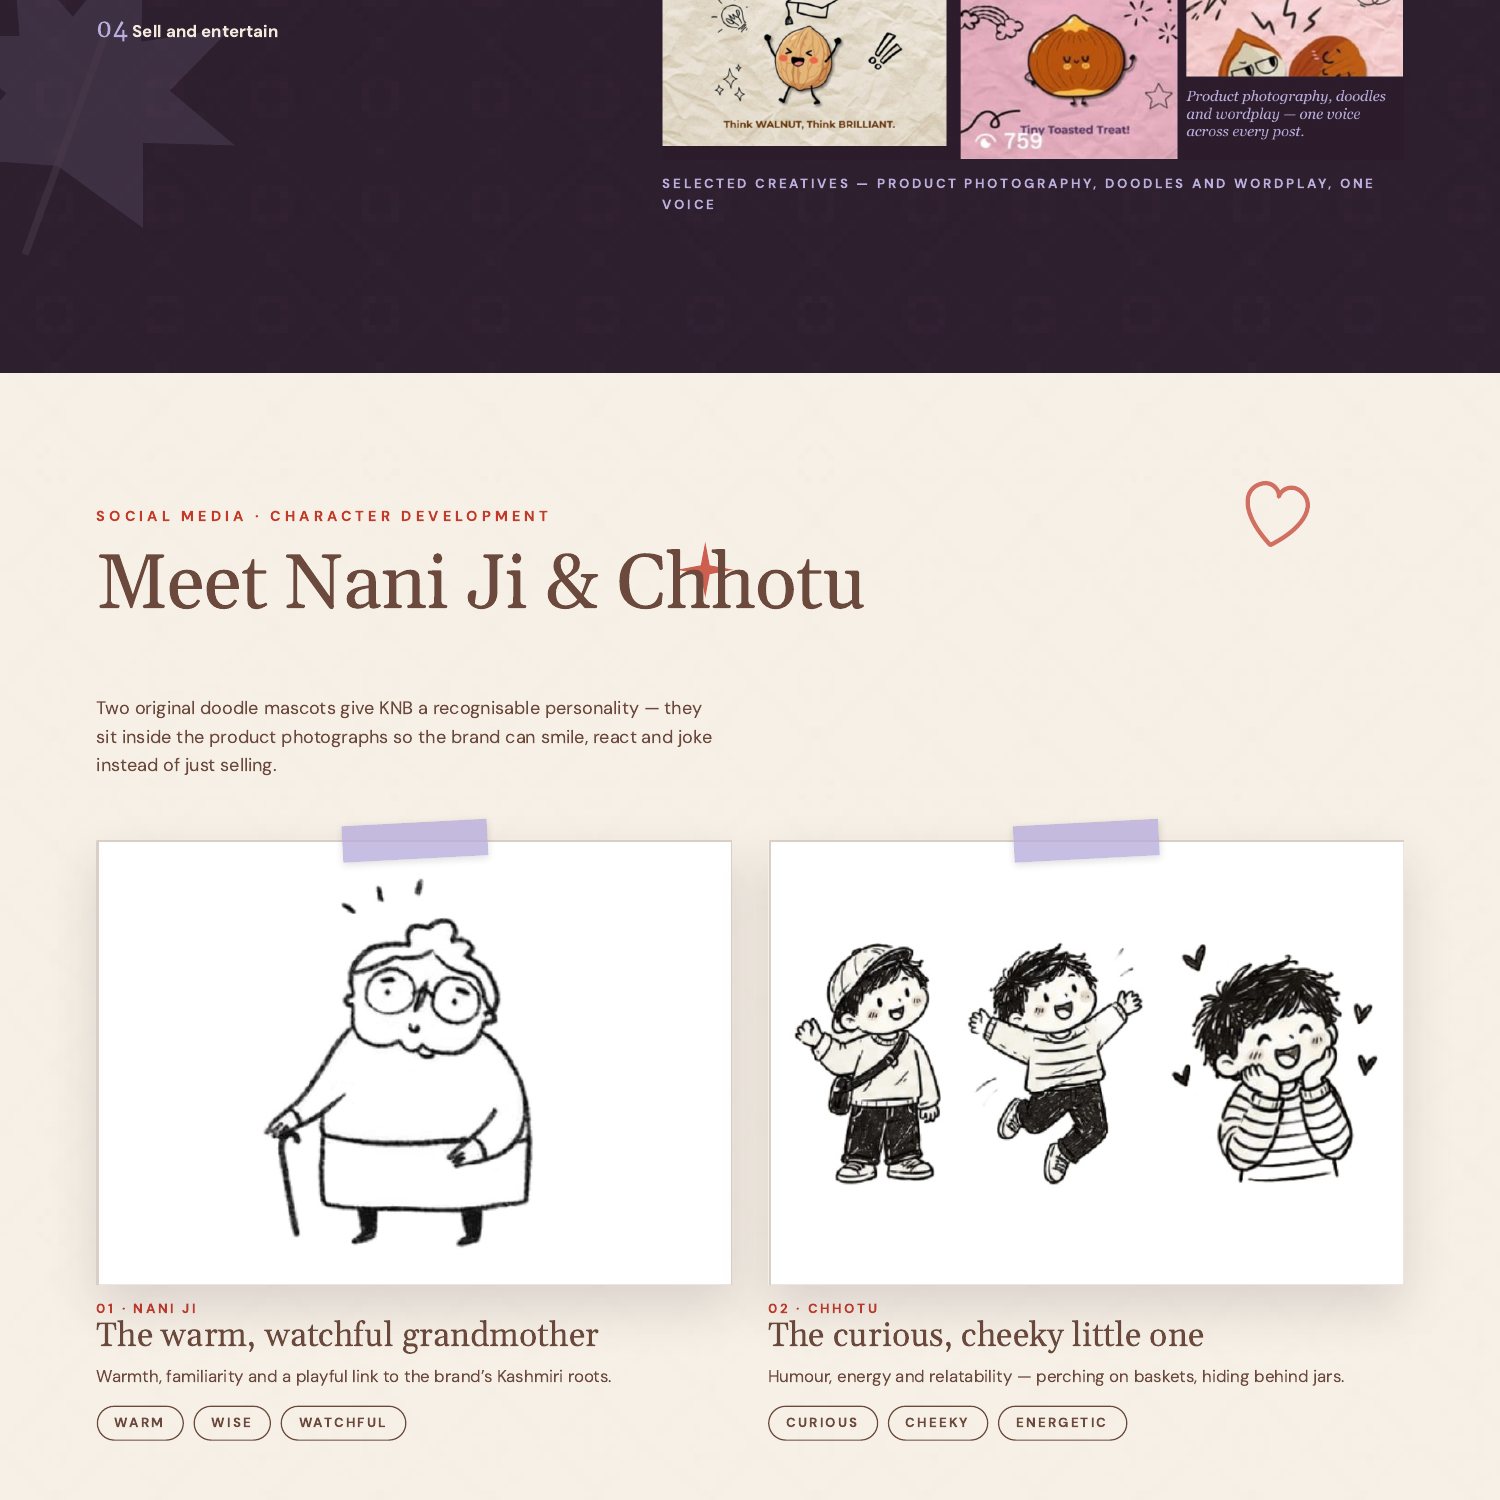 04 Sell and entertain
Think WALNUT, Think BRILLIANT.
Tiny Toasted Treat!
759
Product photography, doodles
and wordplay — one voice
across every post.
SELECTED CREATIVES — PRODUCT PHOTOGRAPHY, DOODLES AND WORDPLAY, ONE
VOICE
SOCIAL MEDIA · CHARACTER DEVELOPMENT
Meet Nani Ji & Chhotu
Two original doodle mascots give KNB a recognisable personality — they
sit inside the product photographs so the brand can smile, react and joke
instead of just selling.
01 · NANI JI
The warm, watchful grandmother
Warmth, familiarity and a playful link to the brand’s Kashmiri roots.
WARM WISE WATCHFUL
02 · CHHOTU
The curious, cheeky little one
Humour, energy and relatability — perching on baskets, hiding behind jars.
CURIOUS CHEEKY ENERGETIC